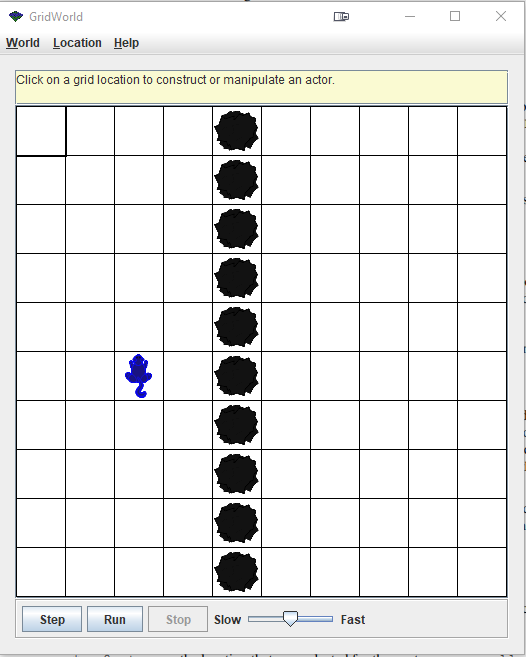 GridWorld
World Location Help
Click on a grid location to construct or manipulate an actor.
Step Run Stop Slow Fast